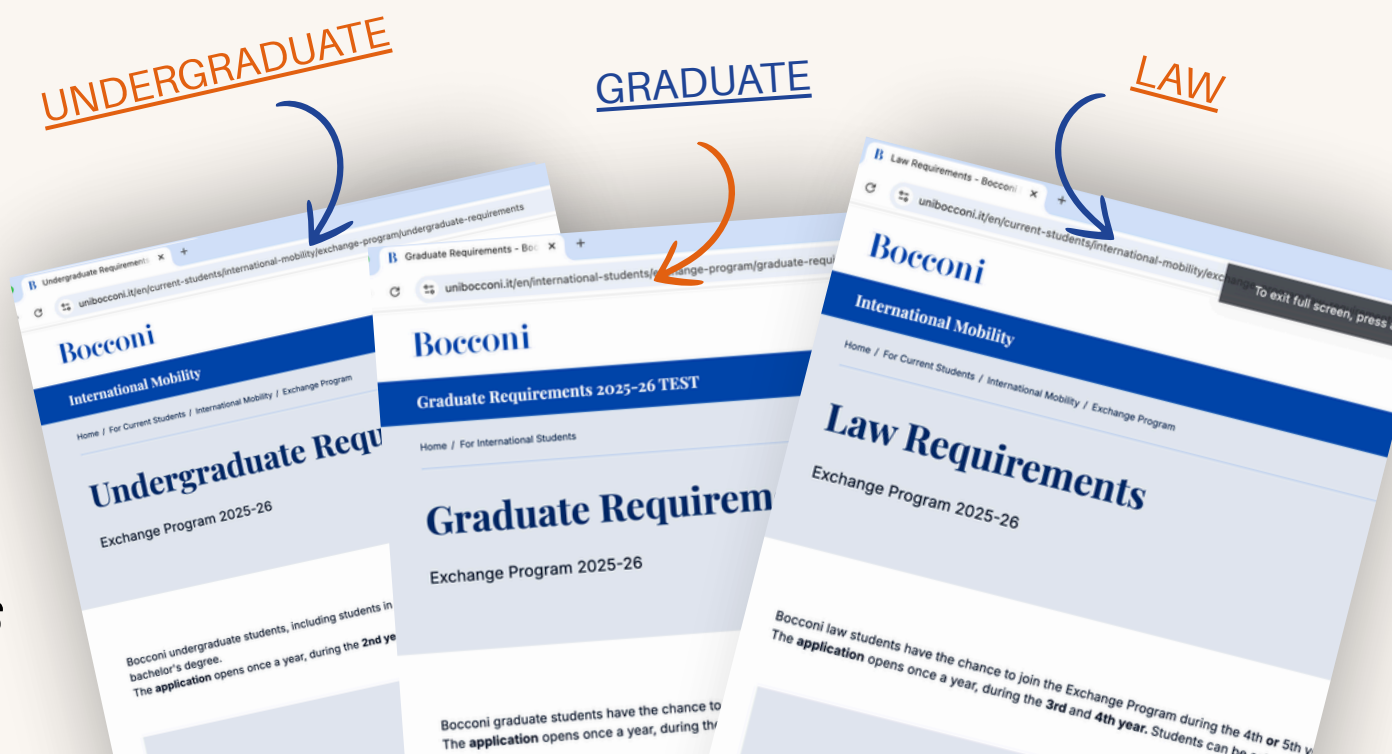 UNDERGRADUATE
GRADUATE
LAW
Undergraduate Requirements
unibocconi.it/en/current-students/international-mobility/exchange-program/undergraduate-requirements
Bocconi
International Mobility
Home / For Current Students / International Mobility / Exchange Program
Undergraduate Requ
Exchange Program 2025-26
Bocconi undergraduate students, including students in
bachelor's degree.
The application opens once a year, during the 2nd ye
Graduate Requirements - Boc
unibocconi.it/en/international-students/exchange-program/graduate-requi
Bocconi
Graduate Requirements 2025-26 TEST
Home / For International Students
Graduate Requirem
Exchange Program 2025-26
Bocconi graduate students have the chance to
The application opens once a year, during the
Law Requirements - Bocconi
unibocconi.it/en/current-students/international-mobility/exc
To exit full screen, press
Bocconi
International Mobility
Home / For Current Students / International Mobility / Exchange Program
Law Requirements
Exchange Program 2025-26
Bocconi law students have the chance to join the Exchange Program during the 4th or 5th y
The application opens once a year, during the 3rd and 4th year. Students can be